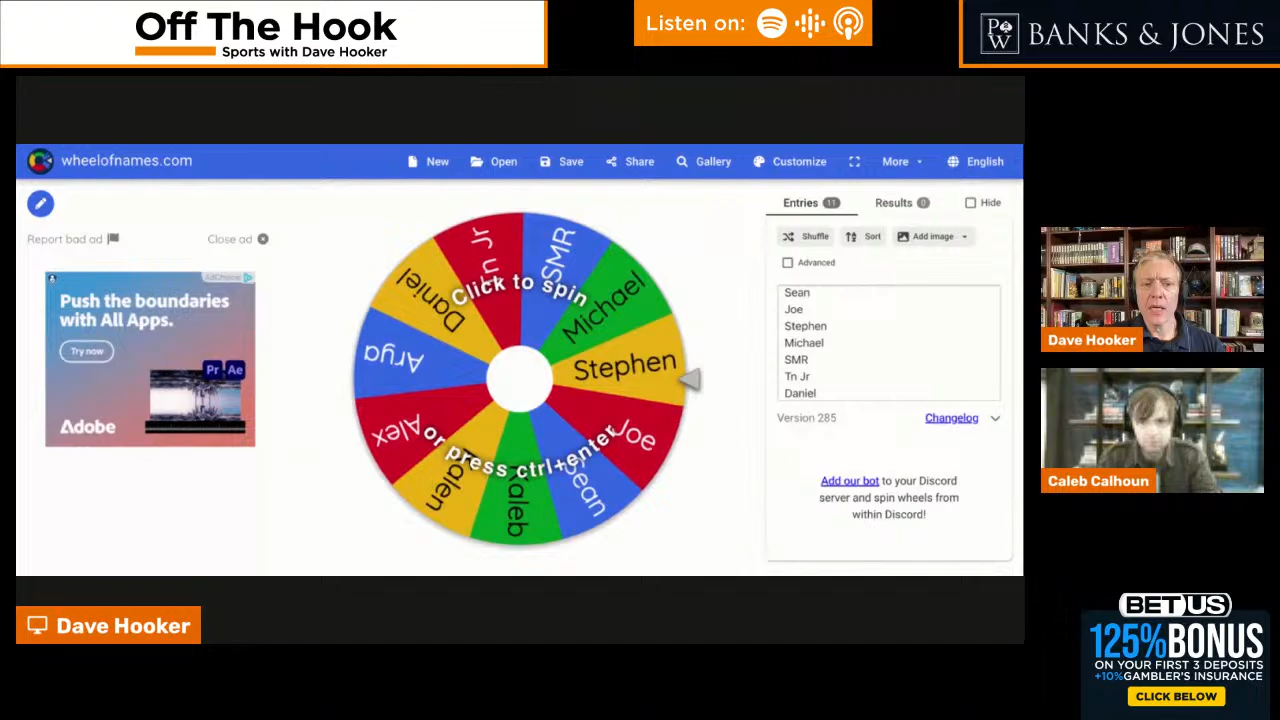 Off The Hook
Sports with Dave Hooker
Listen on:
P&W BANKS & JONES
wheelofnames.com
New
Open
Save
Share
Gallery
Customize
More
English
Report bad ad
Close ad
AdChoices
Push the boundaries
with All Apps.
Try now
Pr Ae
Adobe
Tn Jr
SMR
Michael
Stephen
Joe
Sean
Kaleb
Kalen
Alex
Arya
Daniel
Click to spin
or press ctrl+enter
Entries 11
Results 0
Hide
Shuffle
Sort
Add image
Advanced
Sean
Joe
Stephen
Michael
SMR
Tn Jr
Daniel
Version 285
Changelog
Add our bot to your Discord
server and spin wheels from
within Discord!
Dave Hooker
Caleb Calhoun
Dave Hooker
BETUS
125% BONUS
ON YOUR FIRST 3 DEPOSITS
+10% GAMBLER'S INSURANCE
CLICK BELOW